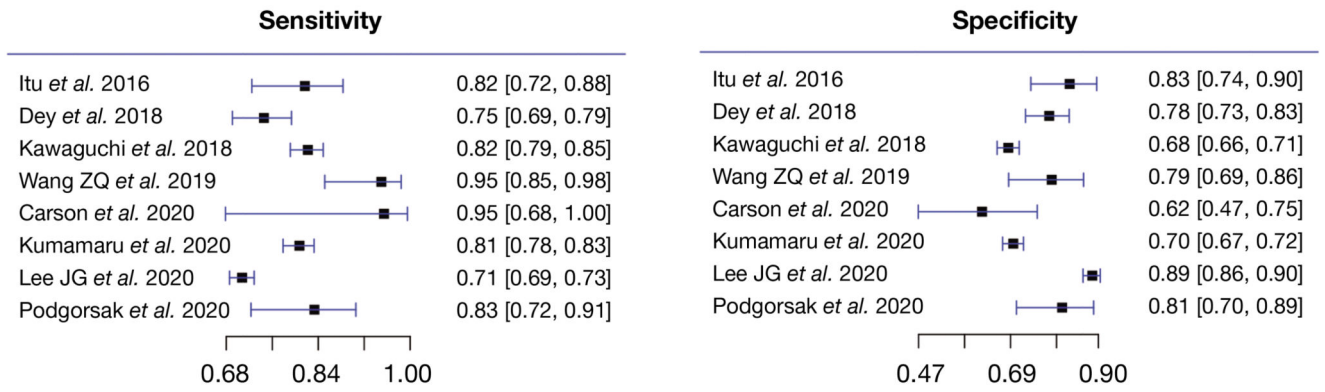 Sensitivity
Itu et al. 2016 0.82 [0.72, 0.88]
Dey et al. 2018 0.75 [0.69, 0.79]
Kawaguchi et al. 2018 0.82 [0.79, 0.85]
Wang ZQ et al. 2019 0.95 [0.85, 0.98]
Carson et al. 2020 0.95 [0.68, 1.00]
Kumamaru et al. 2020 0.81 [0.78, 0.83]
Lee JG et al. 2020 0.71 [0.69, 0.73]
Podgorsak et al. 2020 0.83 [0.72, 0.91]
0.68 0.84 1.00
Specificity
Itu et al. 2016 0.83 [0.74, 0.90]
Dey et al. 2018 0.78 [0.73, 0.83]
Kawaguchi et al. 2018 0.68 [0.66, 0.71]
Wang ZQ et al. 2019 0.79 [0.69, 0.86]
Carson et al. 2020 0.62 [0.47, 0.75]
Kumamaru et al. 2020 0.70 [0.67, 0.72]
Lee JG et al. 2020 0.89 [0.86, 0.90]
Podgorsak et al. 2020 0.81 [0.70, 0.89]
0.47 0.69 0.90